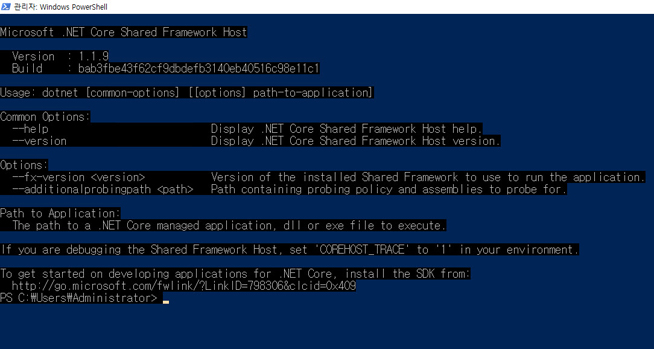 관리자: Windows PowerShell
Microsoft .NET Core Shared Framework Host
Version  : 1.1.9
Build    : bab3fbe43f62cf9dbdefb3140eb40516c98e11c1
Usage: dotnet [common-options] [[options] path-to-application]
Common Options:
--help                           Display .NET Core Shared Framework Host help.
--version                        Display .NET Core Shared Framework Host version.
Options:
--fx-version <version>           Version of the installed Shared Framework to use to run the application.
--additionalprobingpath <path>   Path containing probing policy and assemblies to probe for.
Path to Application:
The path to a .NET Core managed application, dll or exe file to execute.
If you are debugging the Shared Framework Host, set 'COREHOST_TRACE' to '1' in your environment.
To get started on developing applications for .NET Core, install the SDK from:
http://go.microsoft.com/fwlink/?LinkID=798306&clcid=0x409
PS C:₩Users₩Administrator>